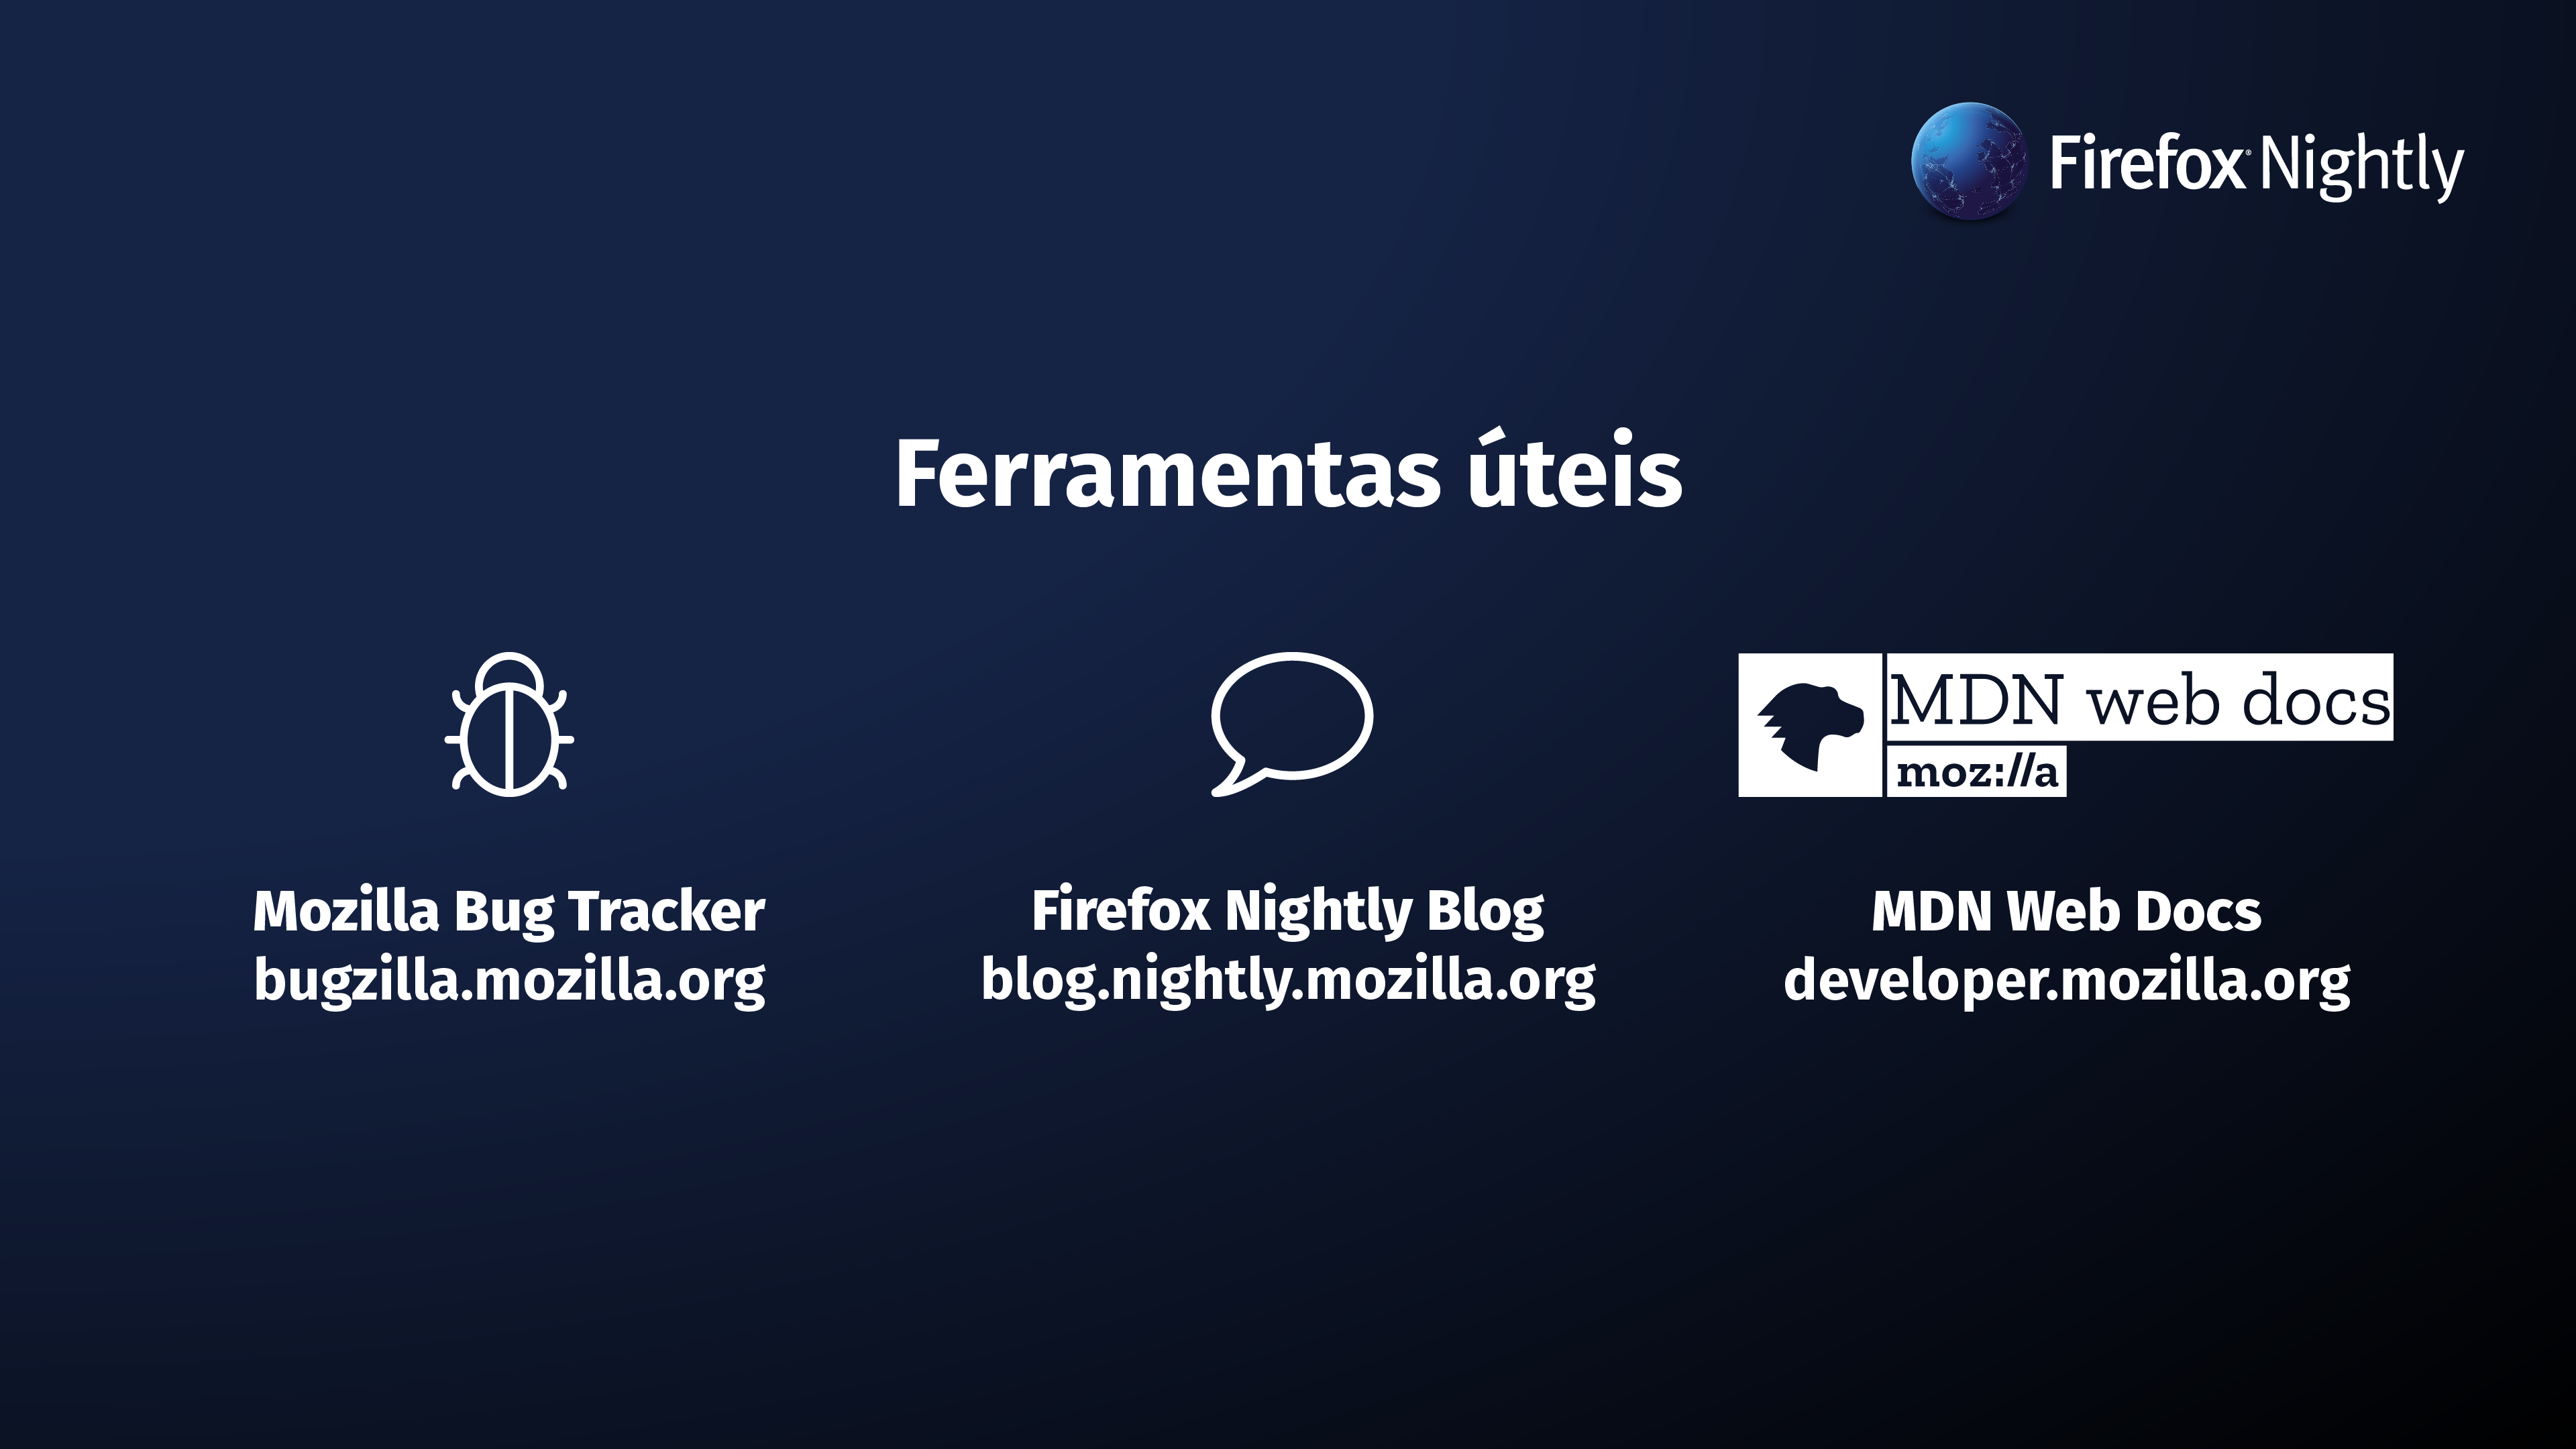 Firefox Nightly
Ferramentas úteis
MDN web docs
moz://a
Mozilla Bug Tracker
bugzilla.mozilla.org
Firefox Nightly Blog
blog.nightly.mozilla.org
MDN Web Docs
developer.mozilla.org